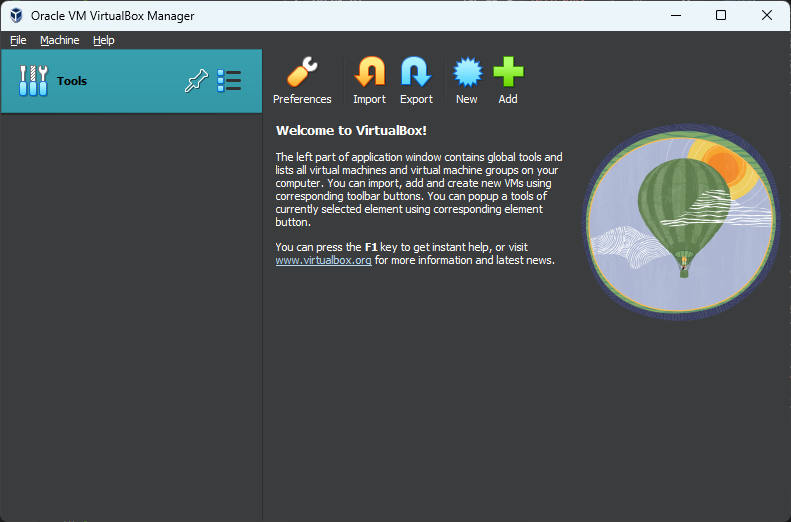 Oracle VM VirtualBox Manager
File Machine Help
Tools
Preferences Import Export New Add
Welcome to VirtualBox!
The left part of application window contains global tools and
lists all virtual machines and virtual machine groups on your
computer. You can import, add and create new VMs using
corresponding toolbar buttons. You can popup a tools of
currently selected element using corresponding element
button.
You can press the F1 key to get instant help, or visit
www.virtualbox.org for more information and latest news.